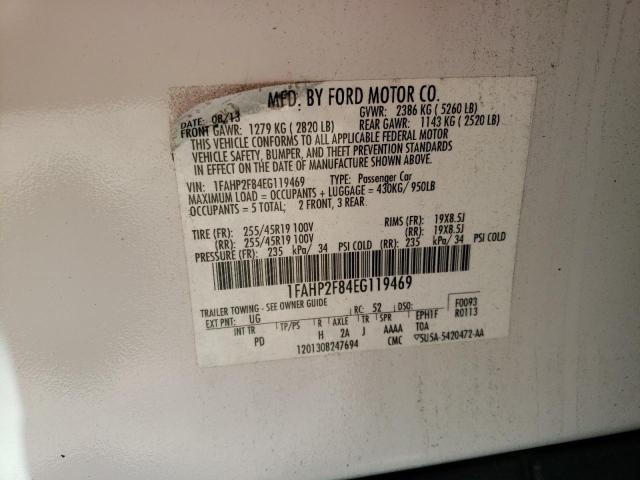 MFD. BY FORD MOTOR CO.
DATE: 08/13 GVWR: 2386 KG ( 5260 LB)
FRONT GAWR: 1279 KG ( 2820 LB) REAR GAWR: 1143 KG ( 2520 LB)
THIS VEHICLE CONFORMS TO ALL APPLICABLE FEDERAL MOTOR
VEHICLE SAFETY, BUMPER, AND THEFT PREVENTION STANDARDS
IN EFFECT ON THE DATE OF MANUFACTURE SHOWN ABOVE.
VIN: 1FAHP2F84EG119469 TYPE: Passenger Car
MAXIMUM LOAD = OCCUPANTS + LUGGAGE = 430KG/ 950LB
OCCUPANTS = 5 TOTAL; 2 FRONT, 3 REAR
TIRE (FR): 255/45R19 100V RIMS (FR): 19X8.5J
(RR): 255/45R19 100V (RR): 19X8.5J
PRESSURE (FR): 235 kPa/ 34 PSI COLD (RR): 235 kPa/ 34 PSI COLD
1FAHP2F84EG119469
TRAILER TOWING - SEE OWNER GUIDE F0093
EXT PNT: UG RC: 52 DSO: R0113
INT TR TP/PS R AXLE TR SPR EPH1F
PD H 2A J AAAA TOA
1201308247694 CMC 5U5A-5420472-AA